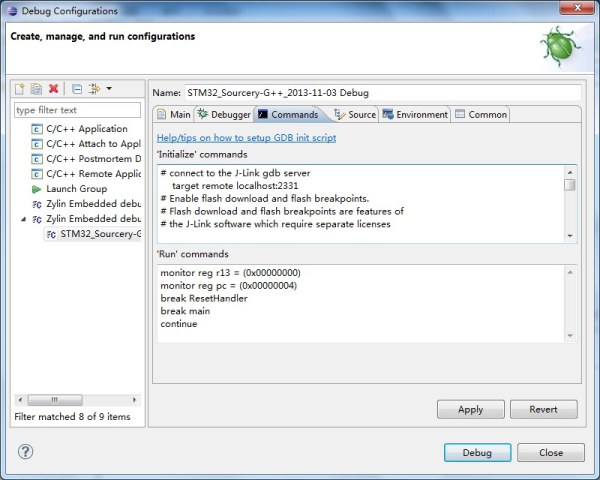 Debug Configurations
Create, manage, and run configurations
type filter text
C/C++ Application
C/C++ Attach to Appl
C/C++ Postmortem D
C/C++ Remote Applic
Launch Group
Zylin Embedded debu
Zylin Embedded debu
STM32_Sourcery-G
Filter matched 8 of 9 items
Name: STM32_Sourcery-G++_2013-11-03 Debug
Main Debugger Commands Source Environment Common
Help/tips on how to setup GDB init script
'Initialize' commands
# connect to the J-Link gdb server
target remote localhost:2331
# Enable flash download and flash breakpoints.
# Flash download and flash breakpoints are features of
# the J-Link software which require separate licenses
'Run' commands
monitor reg r13 = (0x00000000)
monitor reg pc = (0x00000004)
break ResetHandler
break main
continue
Apply Revert
Debug Close